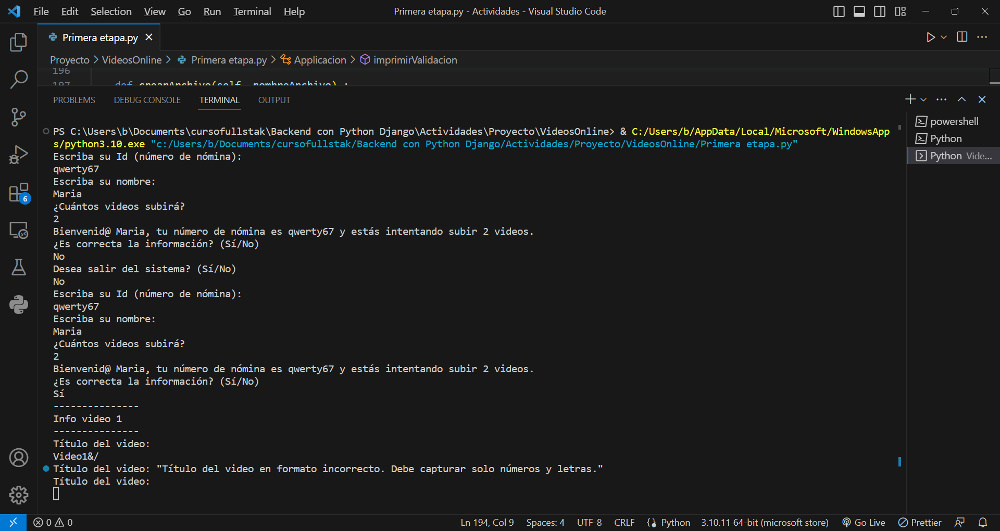 File Edit Selection View Go Run Terminal Help Primera etapa.py - Actividades - Visual Studio Code
Primera etapa.py
Proyecto > VideosOnline > Primera etapa.py > Applicacion > imprimirValidacion
196
197 def crearArchivo(self, nombreArchivo) :
PROBLEMS DEBUG CONSOLE TERMINAL OUTPUT
powershell
Python
Python Vide...
PS C:\Users\b\Documents\cursofullstak\Backend con Python Django\Actividades\Proyecto\VideosOnline> & C:/Users/b/AppData/Local/Microsoft/WindowsApp
s/python3.10.exe "c:/Users/b/Documents/cursofullstak/Backend con Python Django/Actividades/Proyecto/VideosOnline/Primera etapa.py"
Escriba su Id (número de nómina):
qwerty67
Escriba su nombre:
Maria
¿Cuántos videos subirá?
2
Bienvenid@ Maria, tu número de nómina es qwerty67 y estás intentando subir 2 videos.
¿Es correcta la información? (Sí/No)
No
Desea salir del sistema? (Sí/No)
No
Escriba su Id (número de nómina):
qwerty67
Escriba su nombre:
Maria
¿Cuántos videos subirá?
2
Bienvenid@ Maria, tu número de nómina es qwerty67 y estás intentando subir 2 videos.
¿Es correcta la información? (Sí/No)
Sí
---------------
Info video 1
---------------
Título del video:
Video1&/
Título del video: "Título del video en formato incorrecto. Debe capturar solo números y letras."
Título del video:
6
0 0 Ln 194, Col 9 Spaces: 4 UTF-8 CRLF Python 3.10.11 64-bit (microsoft store) Go Live Prettier